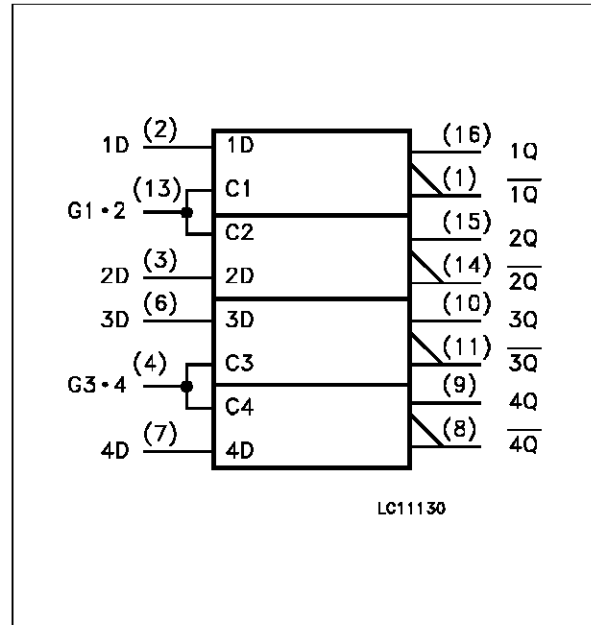 1D (2) 1D (16) 1Q
G1•2 (13) C1 (1) 1Q̅
C2 (15) 2Q
2D (3) 2D (14) 2Q̅
3D (6) 3D (10) 3Q
G3•4 (4) C3 (11) 3Q̅
C4 (9) 4Q
4D (7) 4D (8) 4Q̅
LC11130